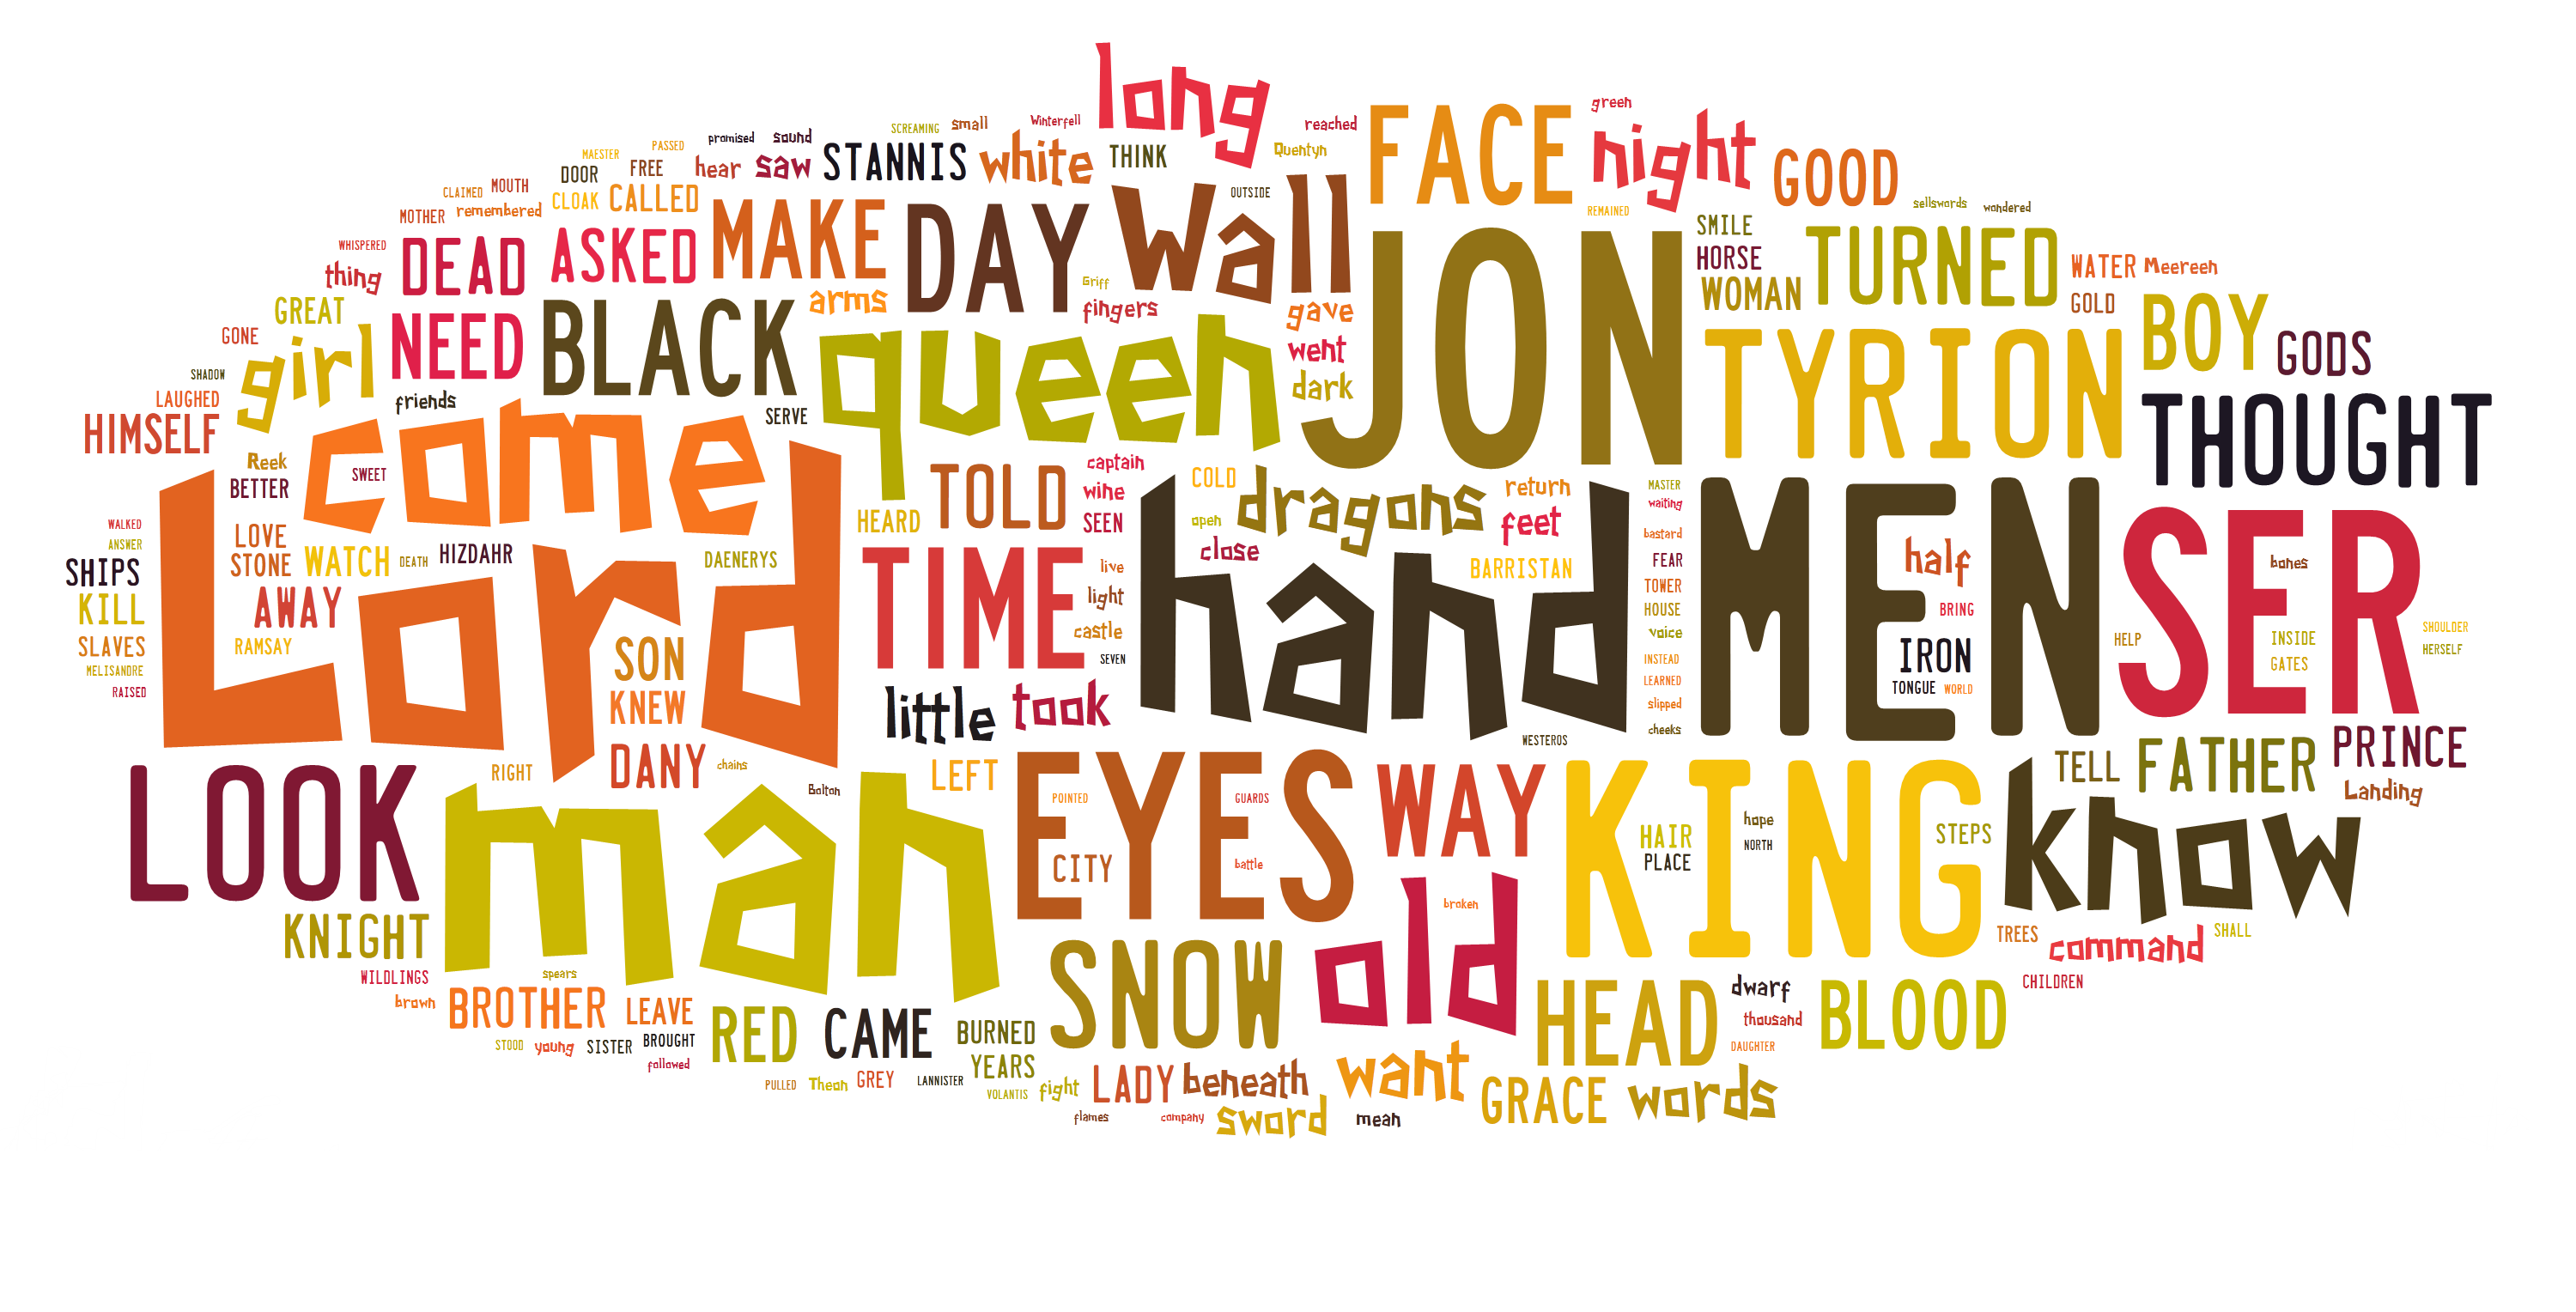 long
FACE
green
night
GOOD
SCREAMING
small
Winterfell
reached
Quentyn
promised
sound
MAESTER
PASSED
DOOR
FREE
hear
saw
STANNIS
white
THINK
OUTSIDE
REMAINED
sellswords
wandered
CLAIMED
MOUTH
MOTHER
remembered
CLOAK
CALLED
MAKE
DAY
Wall
JON
SMILE
HORSE
WOMAN
TURNED
WATER
Meereen
GOLD
WHISPERED
thing
DEAD
ASKED
arms
Griff
fingers
gave
went
dark
GREAT
GONE
girl
NEED
BLACK
queen
TYRION
BOY
GODS
SHADOW
LAUGHED
HIMSELF
friends
come
SERVE
THOUGHT
Reek
BETTER
SWEET
TOLD
captain
wine
SEEN
COLD
dragons
return
feet
MASTER
waiting
WALKED
ANSWER
LOVE
STONE
WATCH
DEATH
HIZDAHR
DAENERYS
HEARD
open
close
BARRISTAN
bastard
FEAR
SHIPS
KILL
AWAY
Lord
TIME
live
light
castle
SEVEN
hand
TOWER
HOUSE
voice
INSTEAD
LEARNED
slipped
cheeks
MEN
half
BRING
IRON
TONGUE
WORLD
SER
bones
HELP
INSIDE
GATES
SHOULDER
HERSELF
SLAVES
MELISANDRE
RAISED
RAMSAY
SON
KNEW
DANY
chains
little
took
WESTEROS
LOOK
RIGHT
Bolton
LEFT
man
EYES
POINTED
GUARDS
CITY
battle
WAY
KING
HAIR
PLACE
hope
NORTH
STEPS
TELL
FATHER
PRINCE
Landing
know
KNIGHT
WILDLINGS
brown
spears
BROTHER
LEAVE
SNOW
old
broken
TREES
command
SHALL
CHILDREN
STOOD
young
SISTER
BROUGHT
followed
RED
CAME
BURNED
YEARS
HEAD
dwarf
thousand
DAUGHTER
BLOOD
PULLED
Theon
GREY
LANNISTER
VOLANTIS
fight
LADY
beneath
want
GRACE
words
flames
company
sword
mean